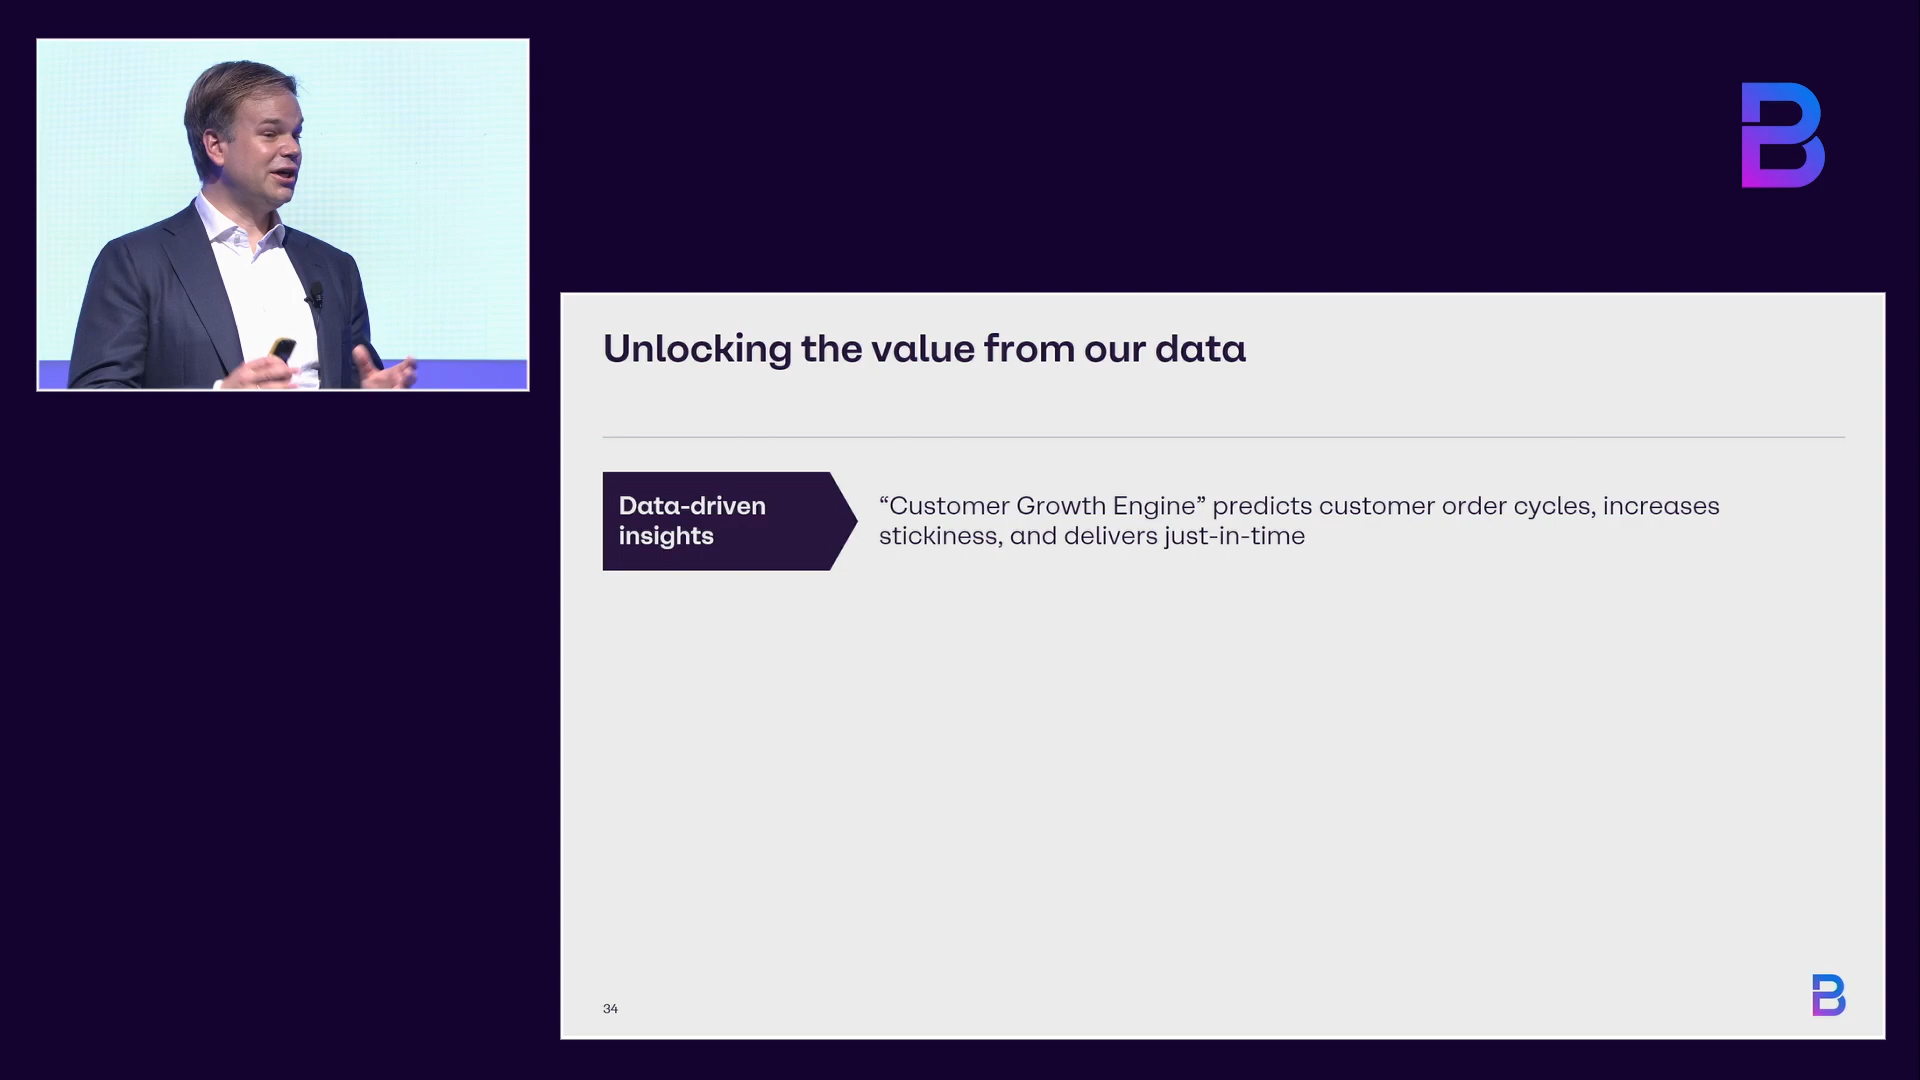 Unlocking the value from our data
Data-driven
insights
“Customer Growth Engine” predicts customer order cycles, increases
stickiness, and delivers just-in-time
34